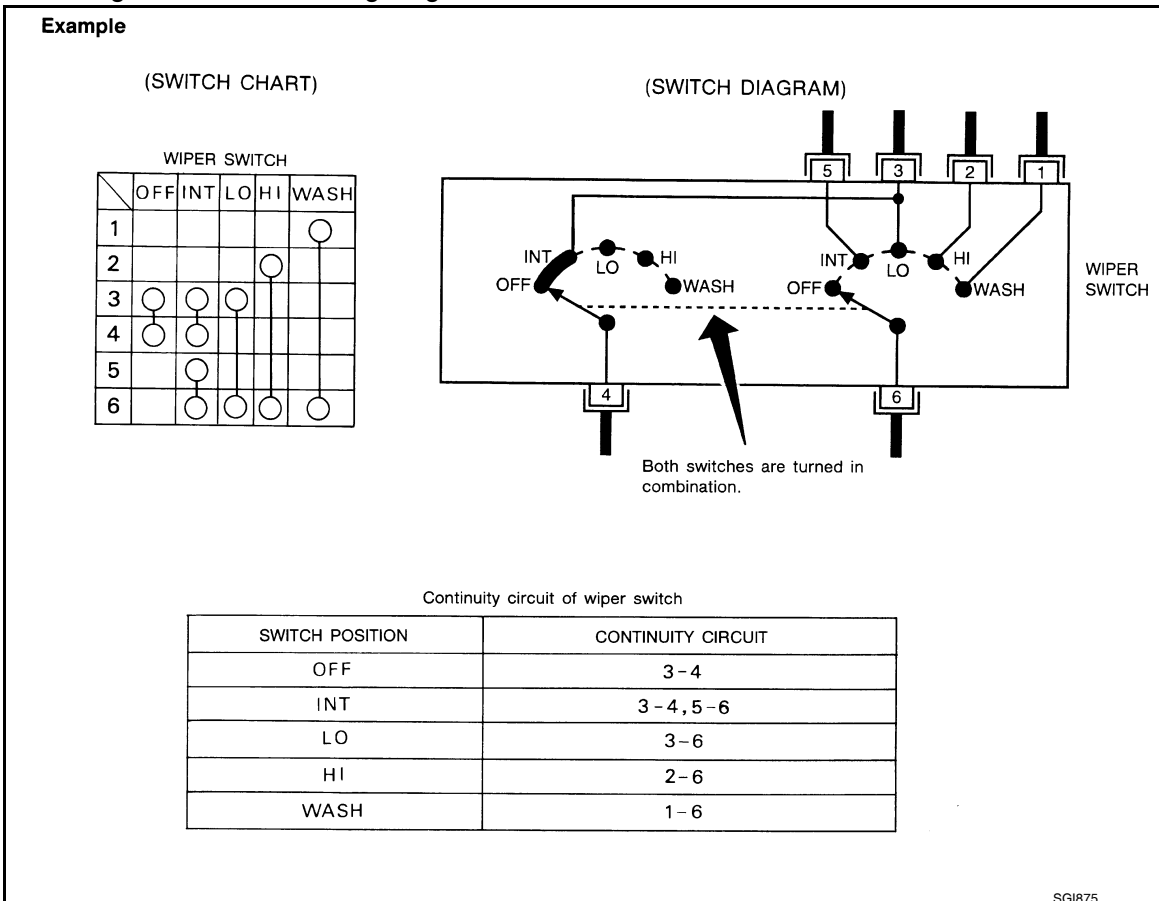 Example
(SWITCH CHART)
WIPER SWITCH
OFF INT LO HI WASH
1
2
3
4
5
6
(SWITCH DIAGRAM)
5 3 2 1
INT LO HI
OFF WASH
INT LO HI
OFF WASH
WIPER
SWITCH
4 6
Both switches are turned in
combination.
Continuity circuit of wiper switch
SWITCH POSITION CONTINUITY CIRCUIT
OFF 3-4
INT 3-4,5-6
LO 3-6
HI 2-6
WASH 1-6
SGI875